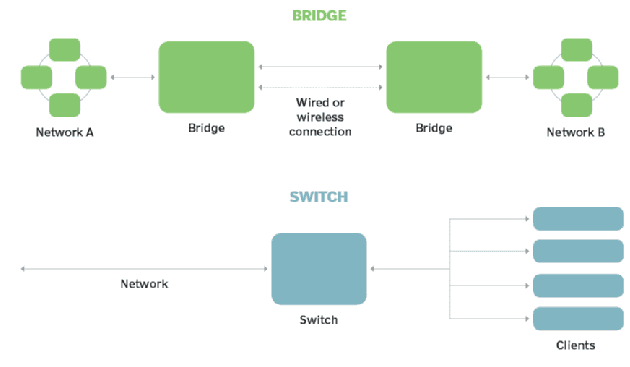 BRIDGE
Network A
Bridge
Wired or
wireless
connection
Bridge
Network B
SWITCH
Network
Switch
Clients